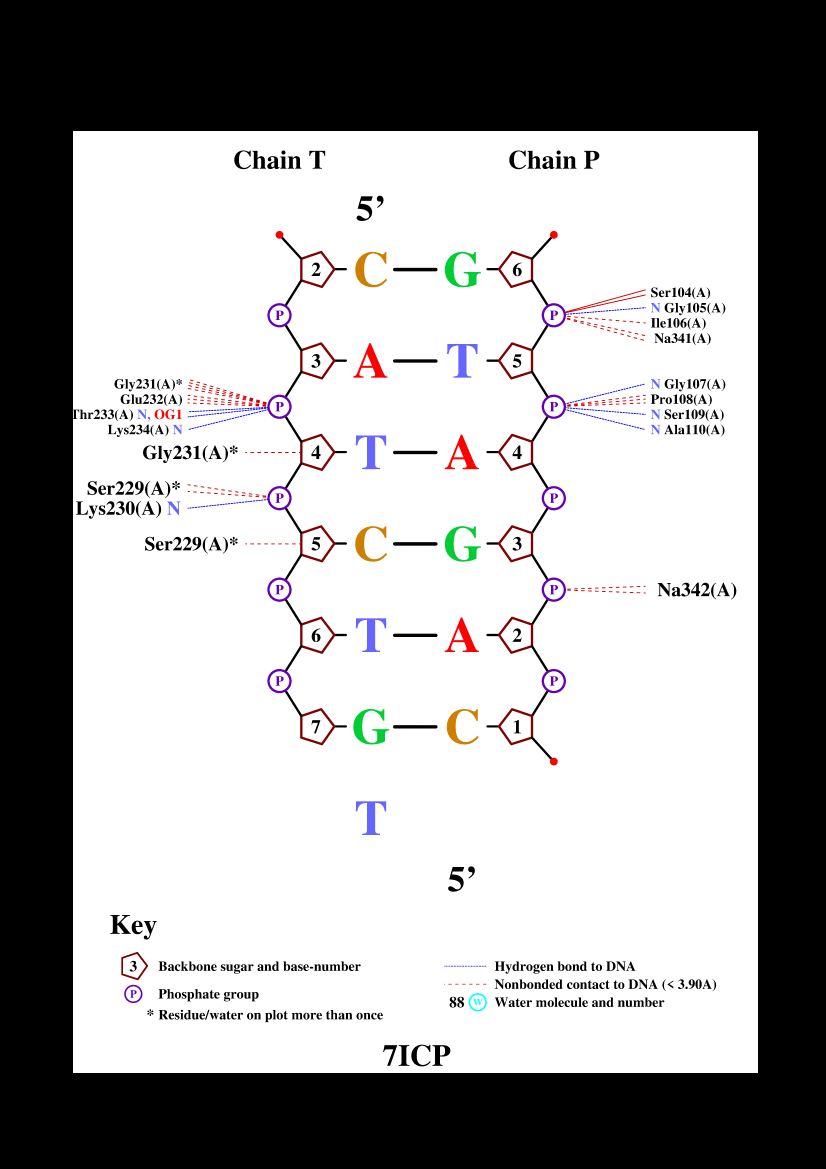 Chain T Chain P
5’
2 C G 6
P P Ser104(A)
N Gly105(A)
Ile106(A)
Na341(A)
3 A T 5
Gly231(A)* P P N Gly107(A)
Glu232(A) Pro108(A)
Thr233(A) N, OG1 N Ser109(A)
Lys234(A) N N Ala110(A)
Gly231(A)* 4 T A 4
Ser229(A)* P P
Lys230(A) N
Ser229(A)* 5 C G 3
P P Na342(A)
6 T A 2
P P
7 G C 1
T
5’
Key
3 Backbone sugar and base-number
P Phosphate group
* Residue/water on plot more than once
Hydrogen bond to DNA
Nonbonded contact to DNA (< 3.90A)
88 W Water molecule and number
7ICP